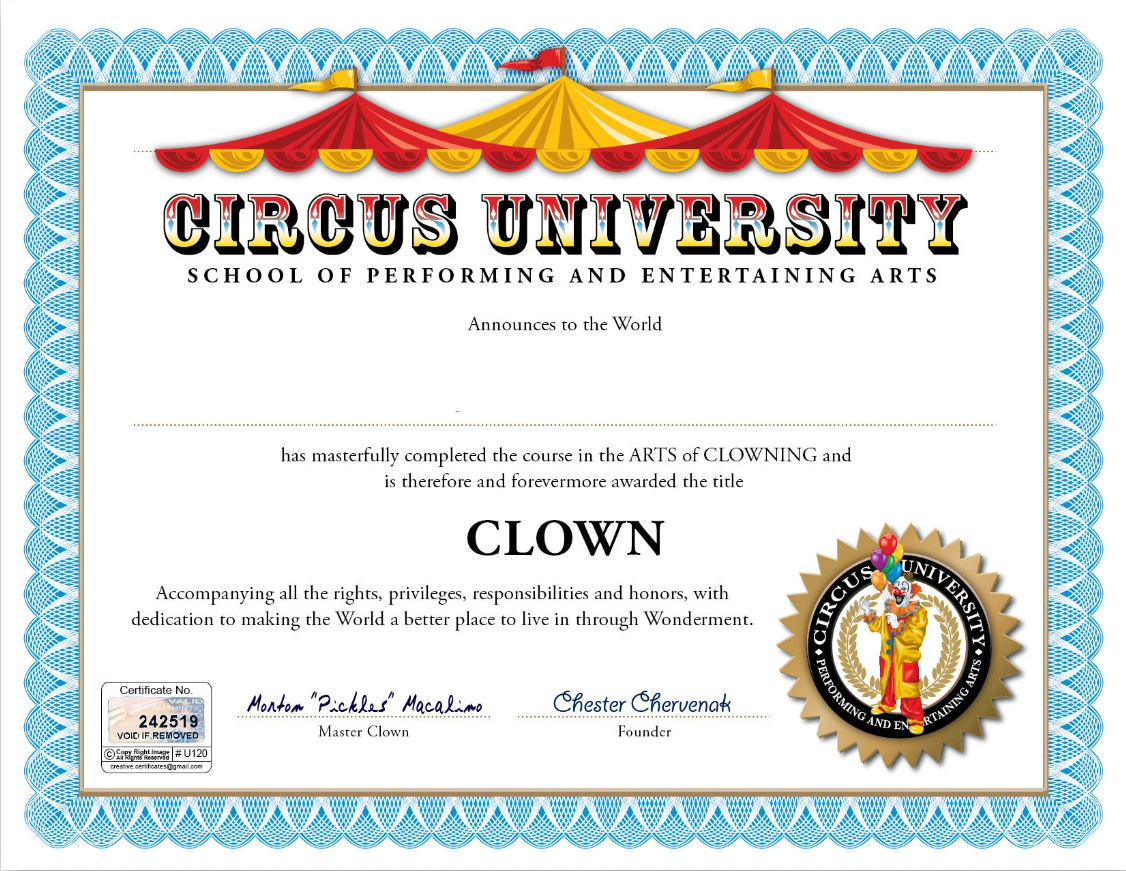 CIRCUS UNIVERSITY
SCHOOL OF PERFORMING AND ENTERTAINING ARTS
Announces to the World
has masterfully completed the course in the ARTS of CLOWNING and
is therefore and forevermore awarded the title
CLOWN
Accompanying all the rights, privileges, responsibilities and honors, with
dedication to making the World a better place to live in through Wonderment.
Certificate No.
VALID
AUTHENTIC
242519
VOID IF REMOVED
© Copy Right Image # U120
All Rights Reserved
creative.certificates@gmail.com
Morton "Pickles" Macalino
Master Clown
Chester Chervenak
Founder
CIRCUS UNIVERSITY
PERFORMING AND ENTERTAINING ARTS